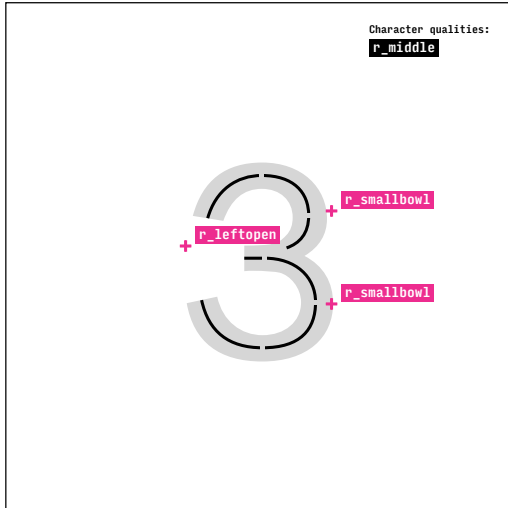 Character qualities:
r_middle
r_smallbowl
r_leftopen
3
r_smallbowl